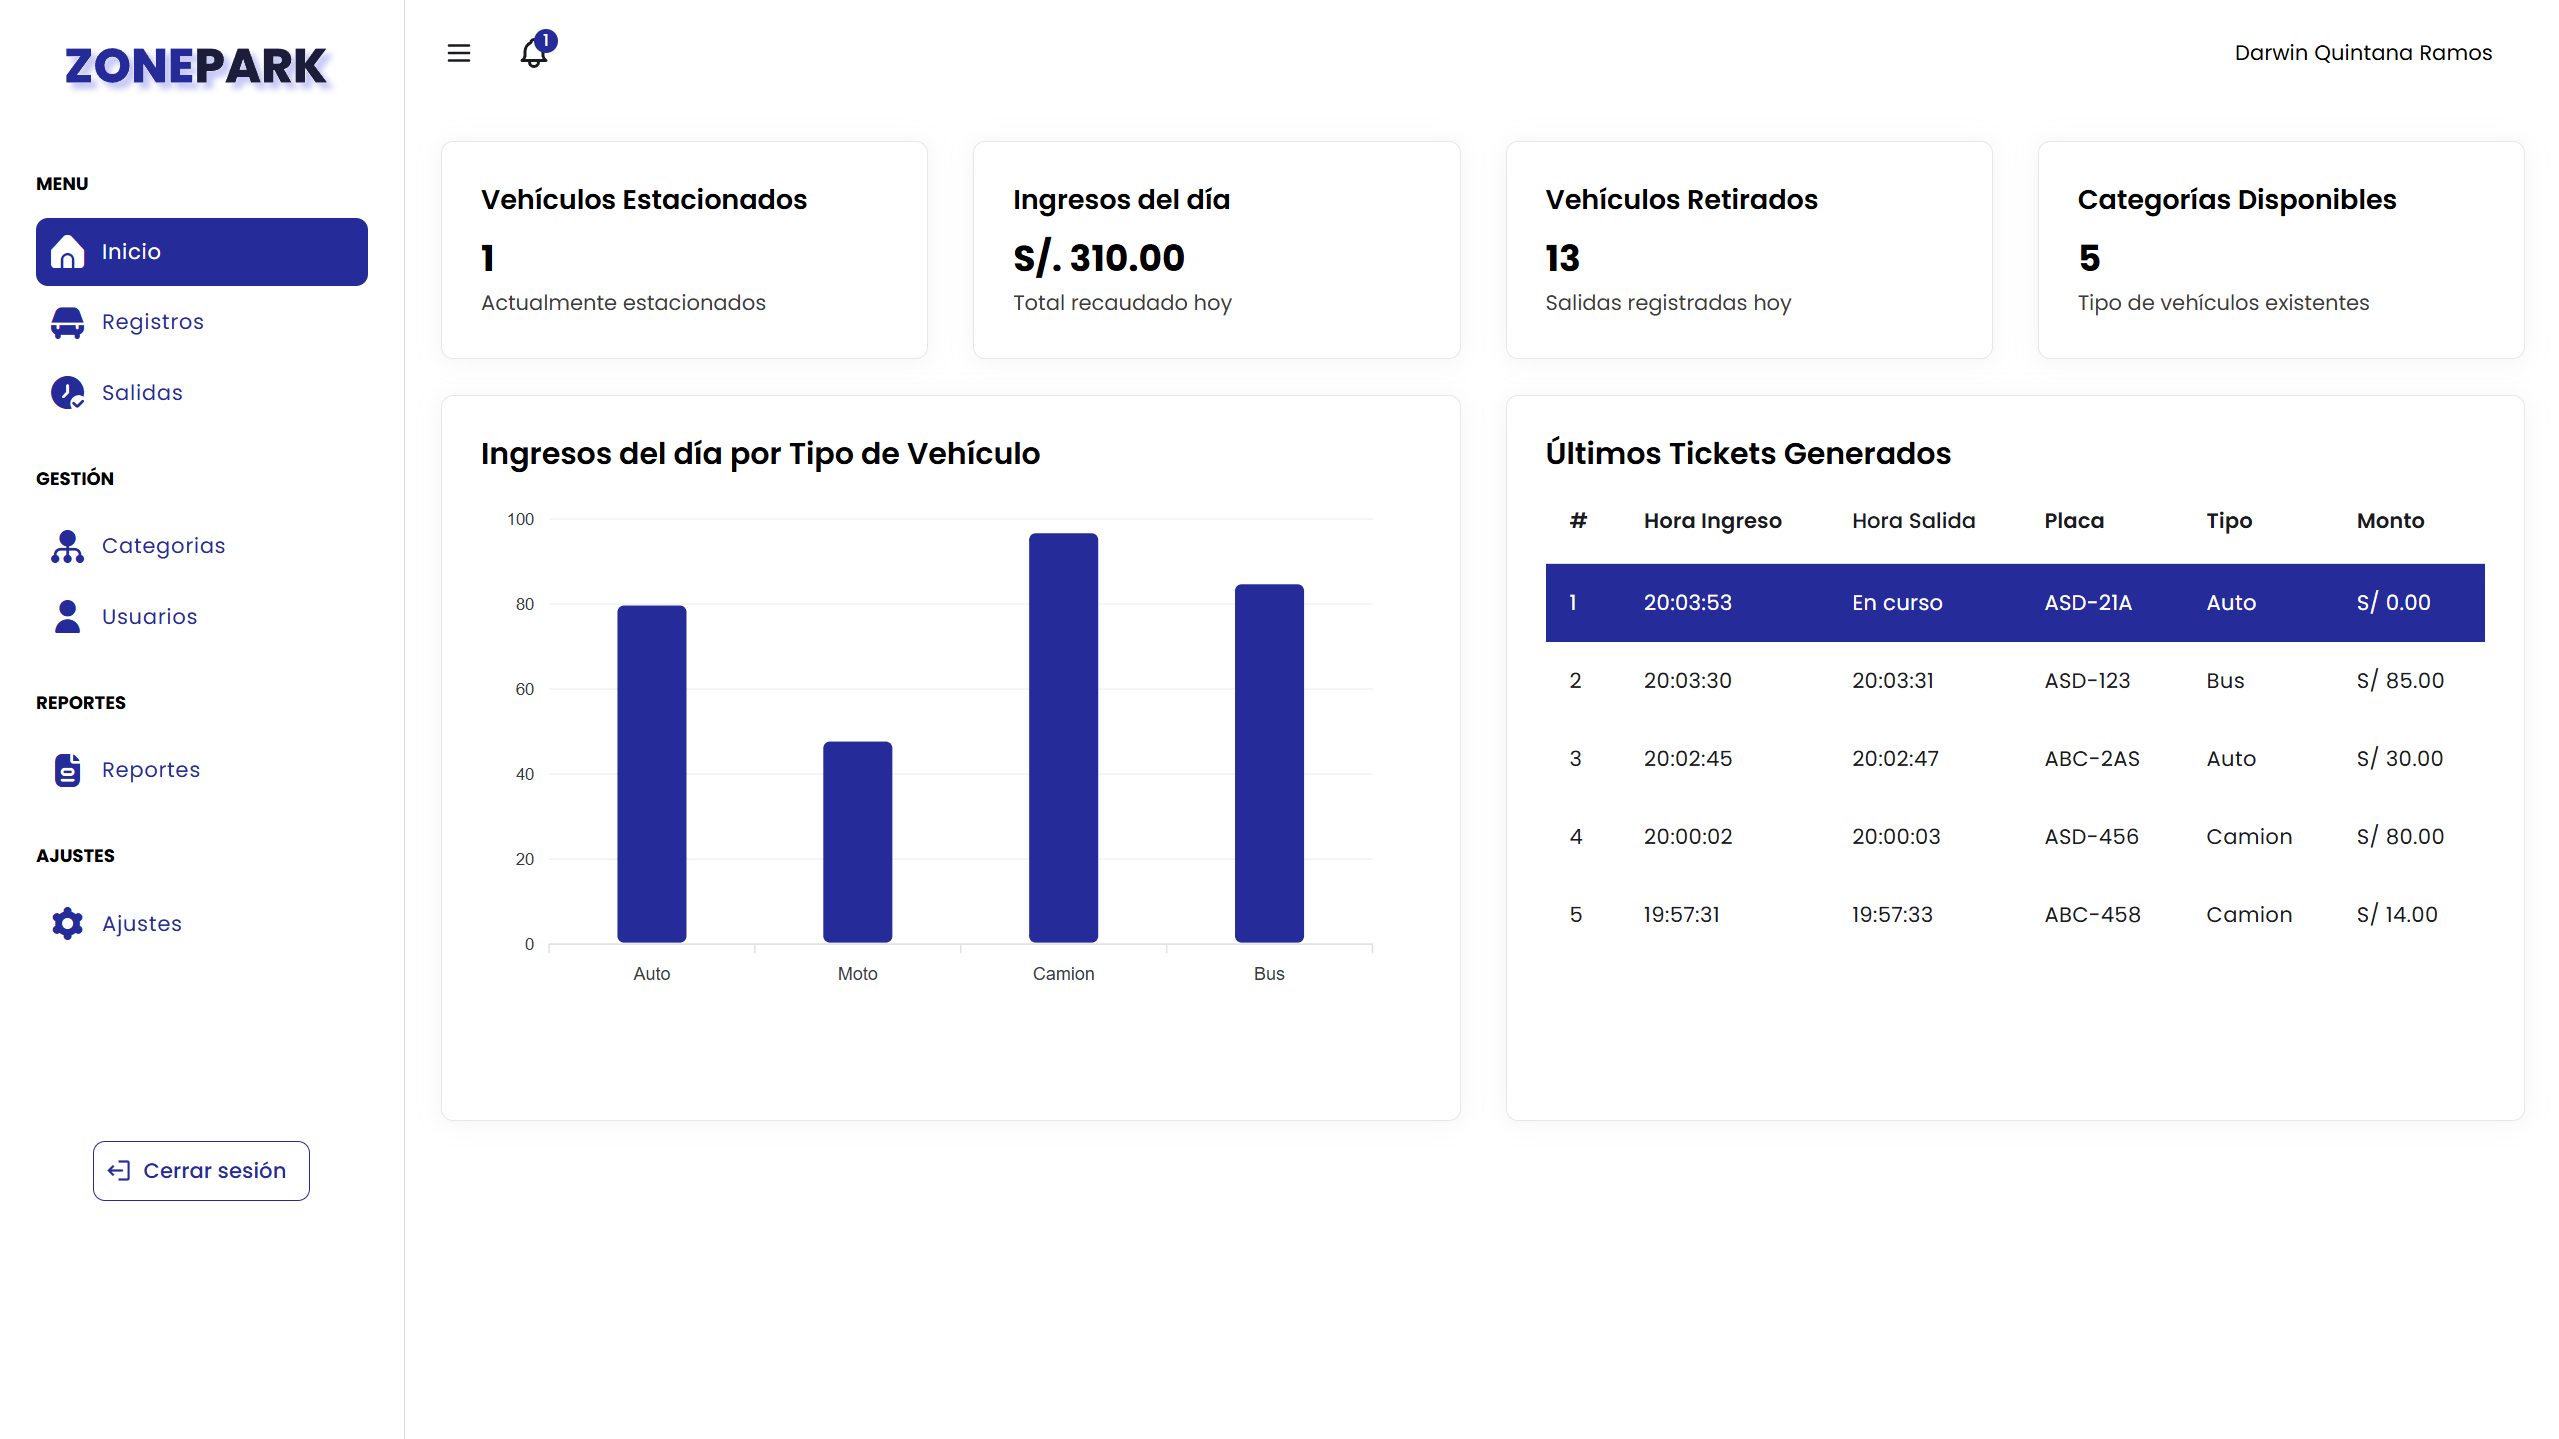 ZONEPARK
1
Darwin Quintana Ramos
MENU
Inicio
Registros
Salidas
GESTIÓN
Categorias
Usuarios
REPORTES
Reportes
AJUSTES
Ajustes
Cerrar sesión
Vehículos Estacionados
1
Actualmente estacionados
Ingresos del día
S/. 310.00
Total recaudado hoy
Vehículos Retirados
13
Salidas registradas hoy
Categorías Disponibles
5
Tipo de vehículos existentes
Ingresos del día por Tipo de Vehículo
100
80
60
40
20
0
Auto Moto Camion Bus
Últimos Tickets Generados
# Hora Ingreso Hora Salida Placa Tipo Monto
1 20:03:53 En curso ASD-21A Auto S/ 0.00
2 20:03:30 20:03:31 ASD-123 Bus S/ 85.00
3 20:02:45 20:02:47 ABC-2AS Auto S/ 30.00
4 20:00:02 20:00:03 ASD-456 Camion S/ 80.00
5 19:57:31 19:57:33 ABC-458 Camion S/ 14.00